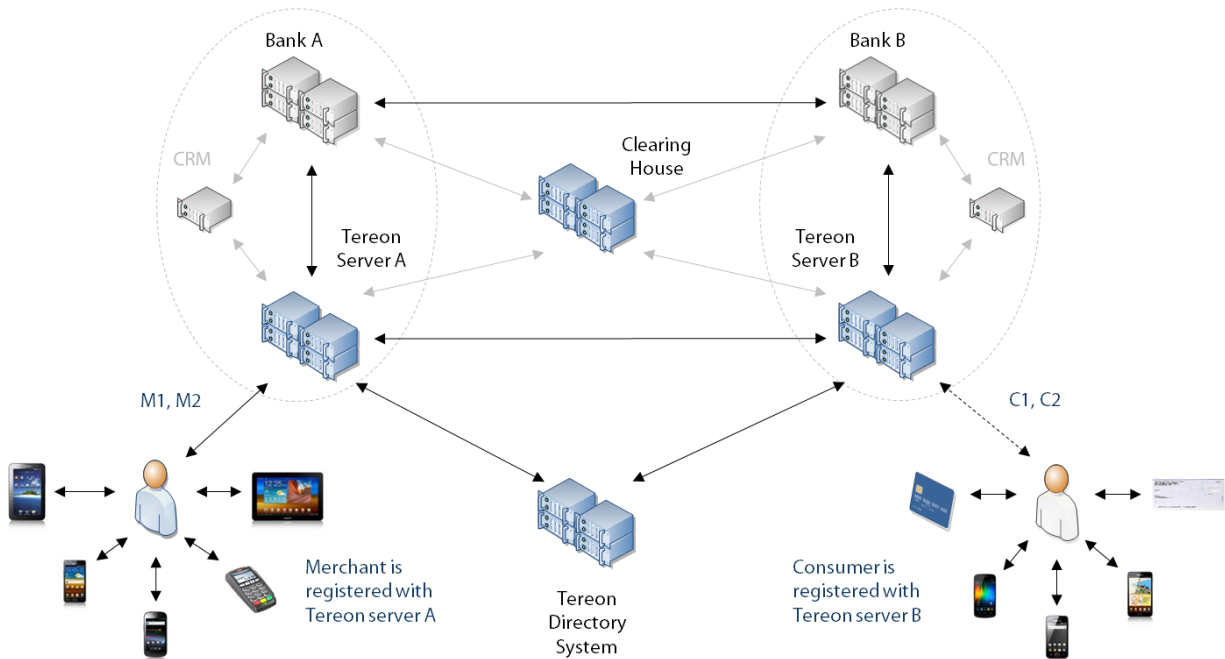 Bank A
Bank B
Clearing
House
CRM
CRM
Tereon
Server A
Tereon
Server B
M1, M2
C1, C2
Merchant is
registered with
Tereon server A
Tereon
Directory
System
Consumer is
registered with
Tereon server B